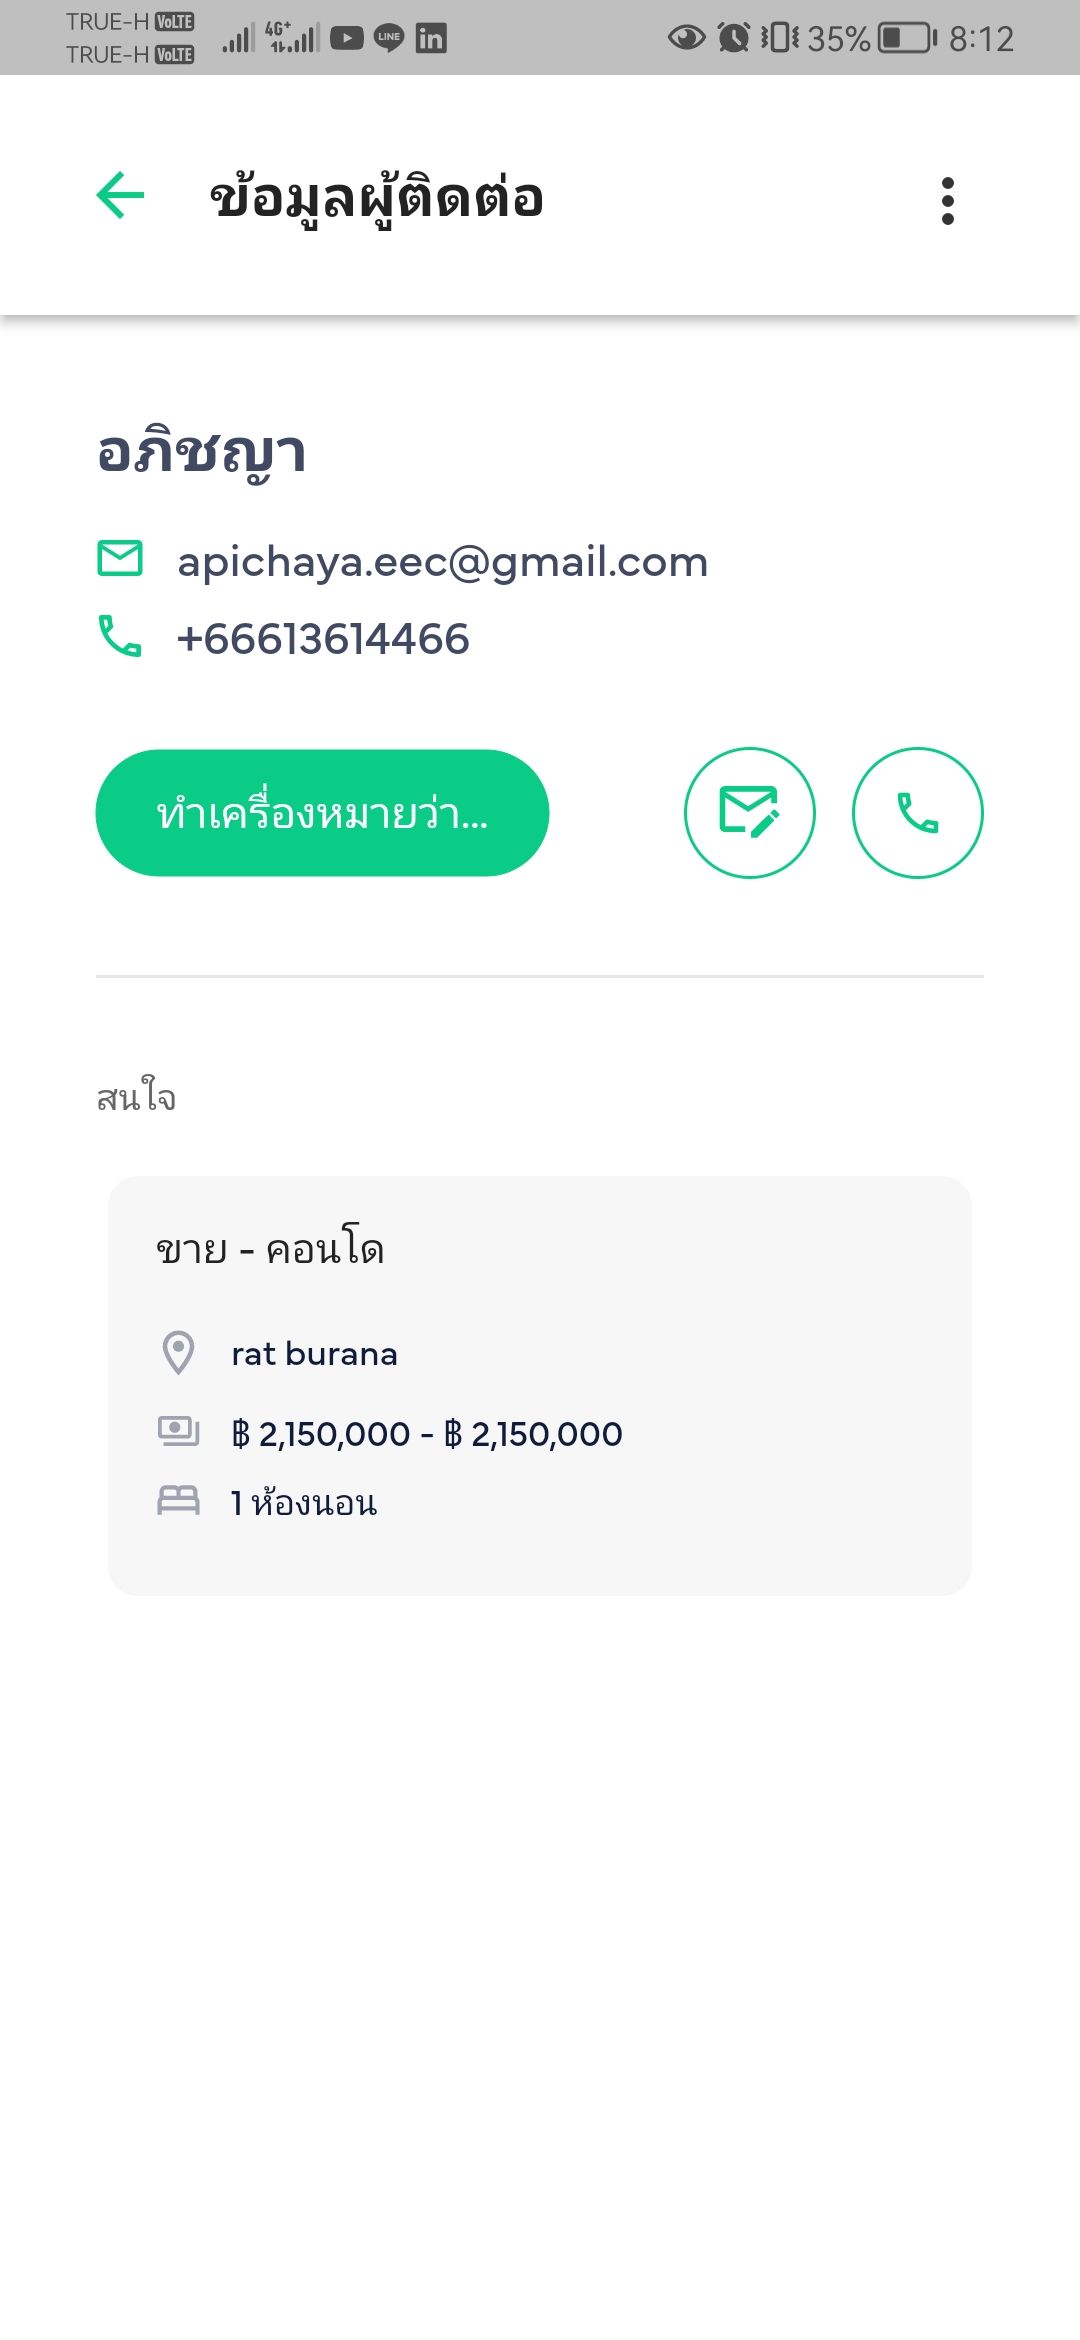 TRUE-H VoLTE
TRUE-H VoLTE
4G+
LINE
in
35%
8:12
ข้อมูลผู้ติดต่อ
อภิชญา
apichaya.eec@gmail.com
+66613614466
ทำเครื่องหมายว่า...
สนใจ
ขาย - คอนโด
rat burana
฿ 2,150,000 - ฿ 2,150,000
1 ห้องนอน